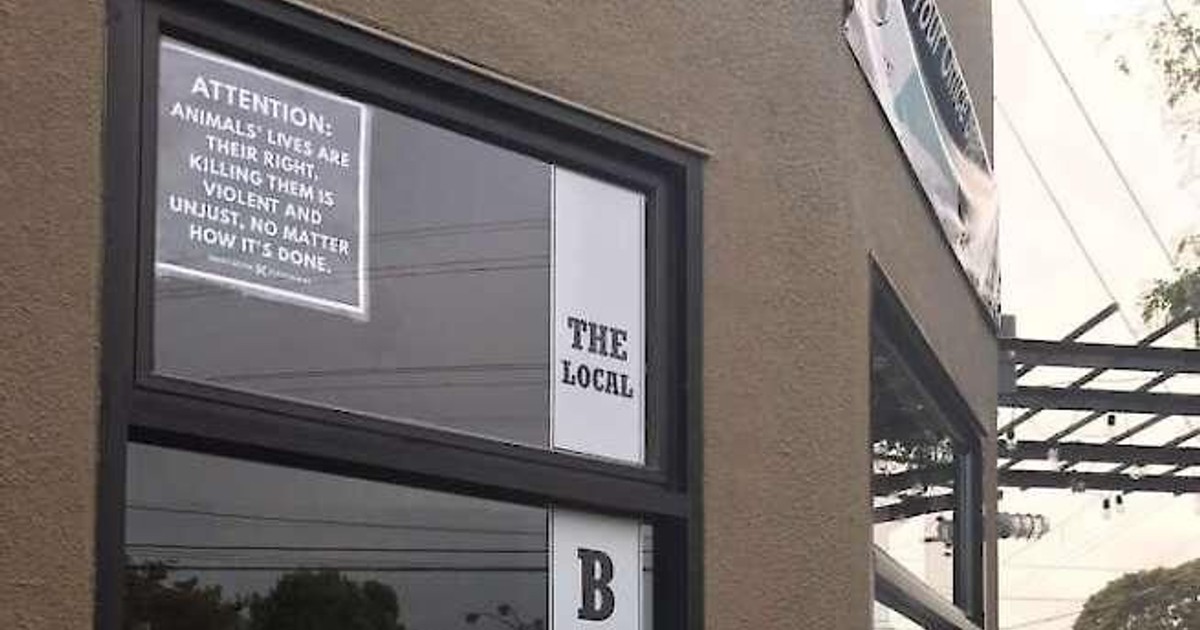 ATTENTION:
ANIMALS' LIVES ARE
THEIR RIGHT.
KILLING THEM IS
VIOLENT AND
UNJUST, NO MATTER
HOW IT'S DONE.
THE
LOCAL
B